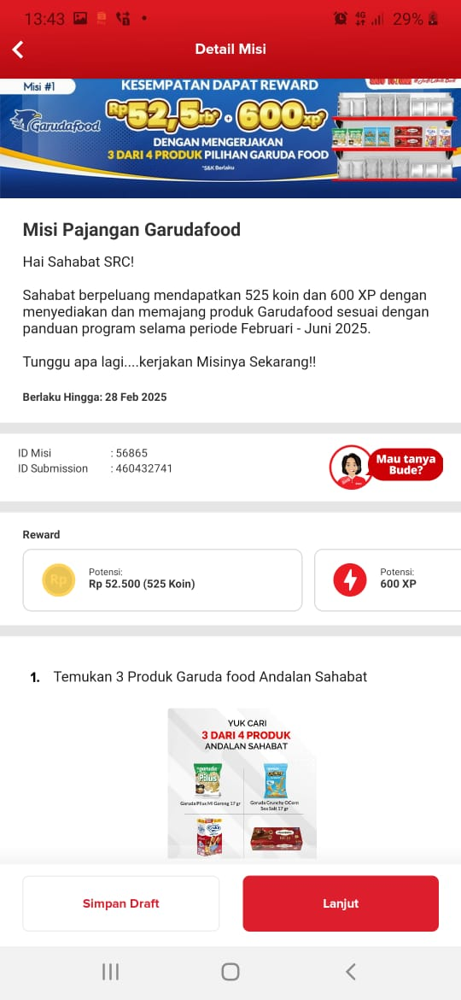 13:43
4G
29%
Detail Misi
Misi #1
KESEMPATAN DAPAT REWARD
Garudafood
Rp52,5rb* + 600xp*
DENGAN MENGERJAKAN
3 DARI 4 PRODUK PILIHAN GARUDA FOOD
*S&K Berlaku
Misi Pajangan Garudafood
Hai Sahabat SRC!
Sahabat berpeluang mendapatkan 525 koin dan 600 XP dengan
menyediakan dan memajang produk Garudafood sesuai dengan
panduan program selama periode Februari - Juni 2025.
Tunggu apa lagi....kerjakan Misinya Sekarang!!
Berlaku Hingga: 28 Feb 2025
ID Misi : 56865
ID Submission : 460432741
Mau tanya
Bude?
Reward
Rp
Potensi:
Rp 52.500 (525 Koin)
Potensi:
600 XP
1. Temukan 3 Produk Garuda food Andalan Sahabat
YUK CARI
3 DARI 4 PRODUK
ANDALAN SAHABAT
garuda
Pilus
Garuda Pilus Mi Goreng 17 gr
Garuda Crunchy OCorn
Sea Salt 17 gr
Simpan Draft
Lanjut